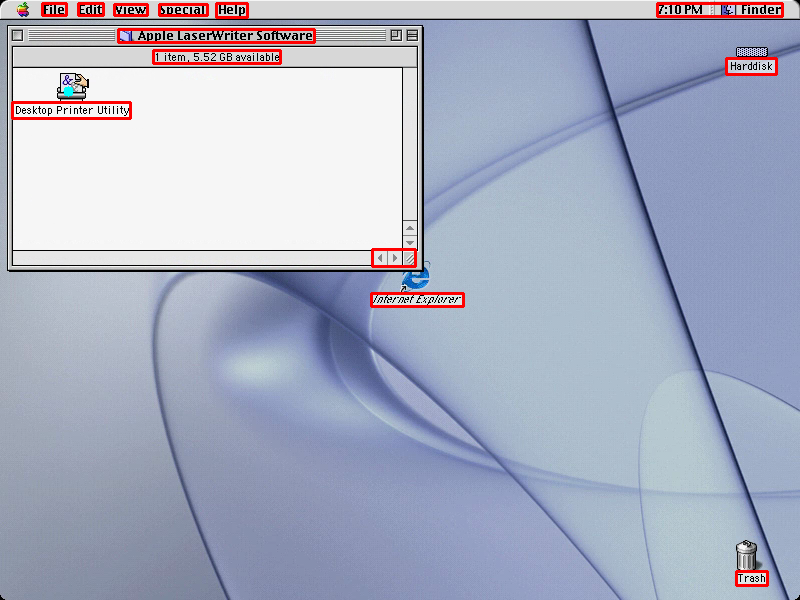 File Edit View Special Help 7:10 PM Finder
Apple LaserWriter Software
1 item, 5.52 GB available
Harddisk
Desktop Printer Utility
Internet Explorer
Trash